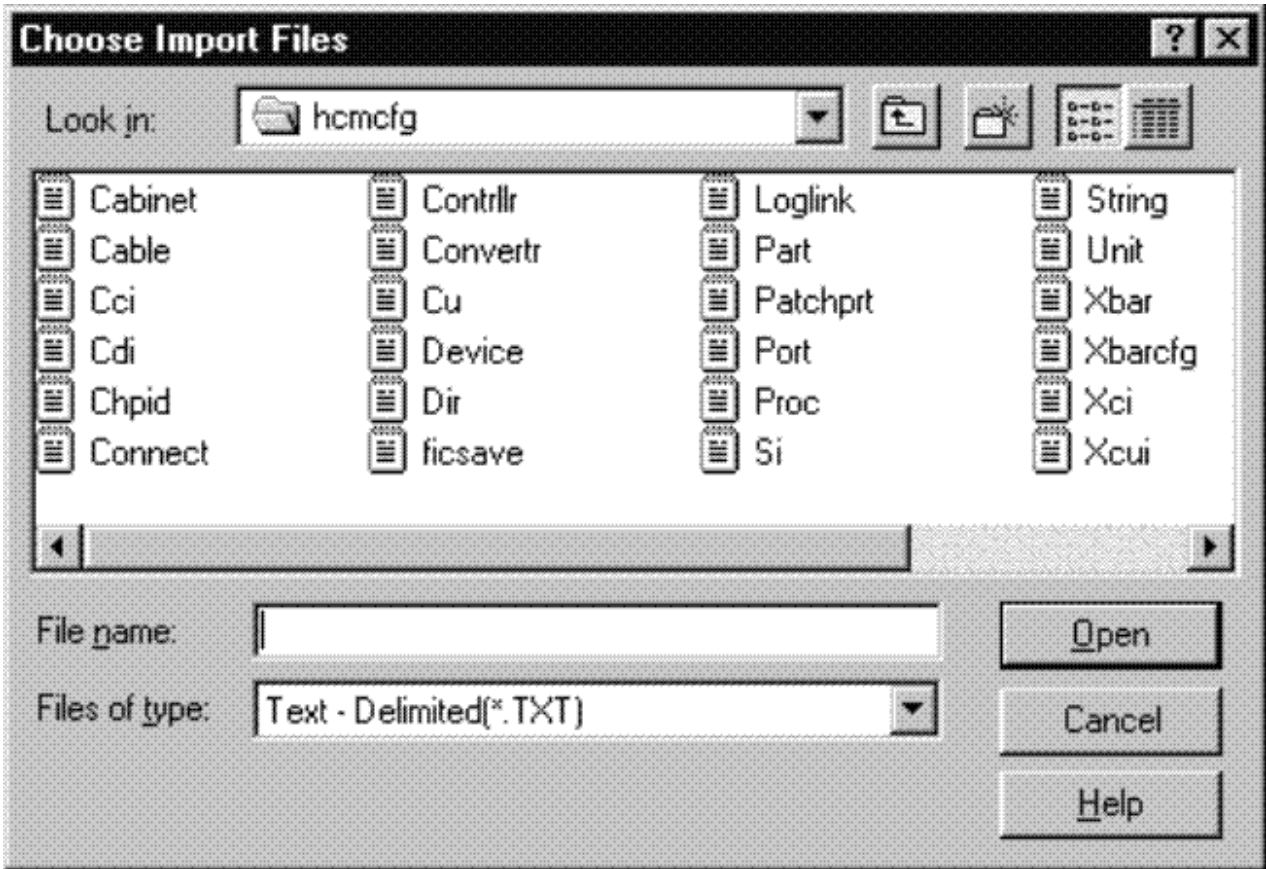 Choose Import Files
Look in: hcmcfg
Cabinet Contrllr Loglink String
Cable Convertr Part Unit
Cci Cu Patchprt Xbar
Cdi Device Port Xbarcfg
Chpid Dir Proc Xci
Connect ficsave Si Xcui
File name: Open
Files of type: Text - Delimited(*.TXT) Cancel
Help